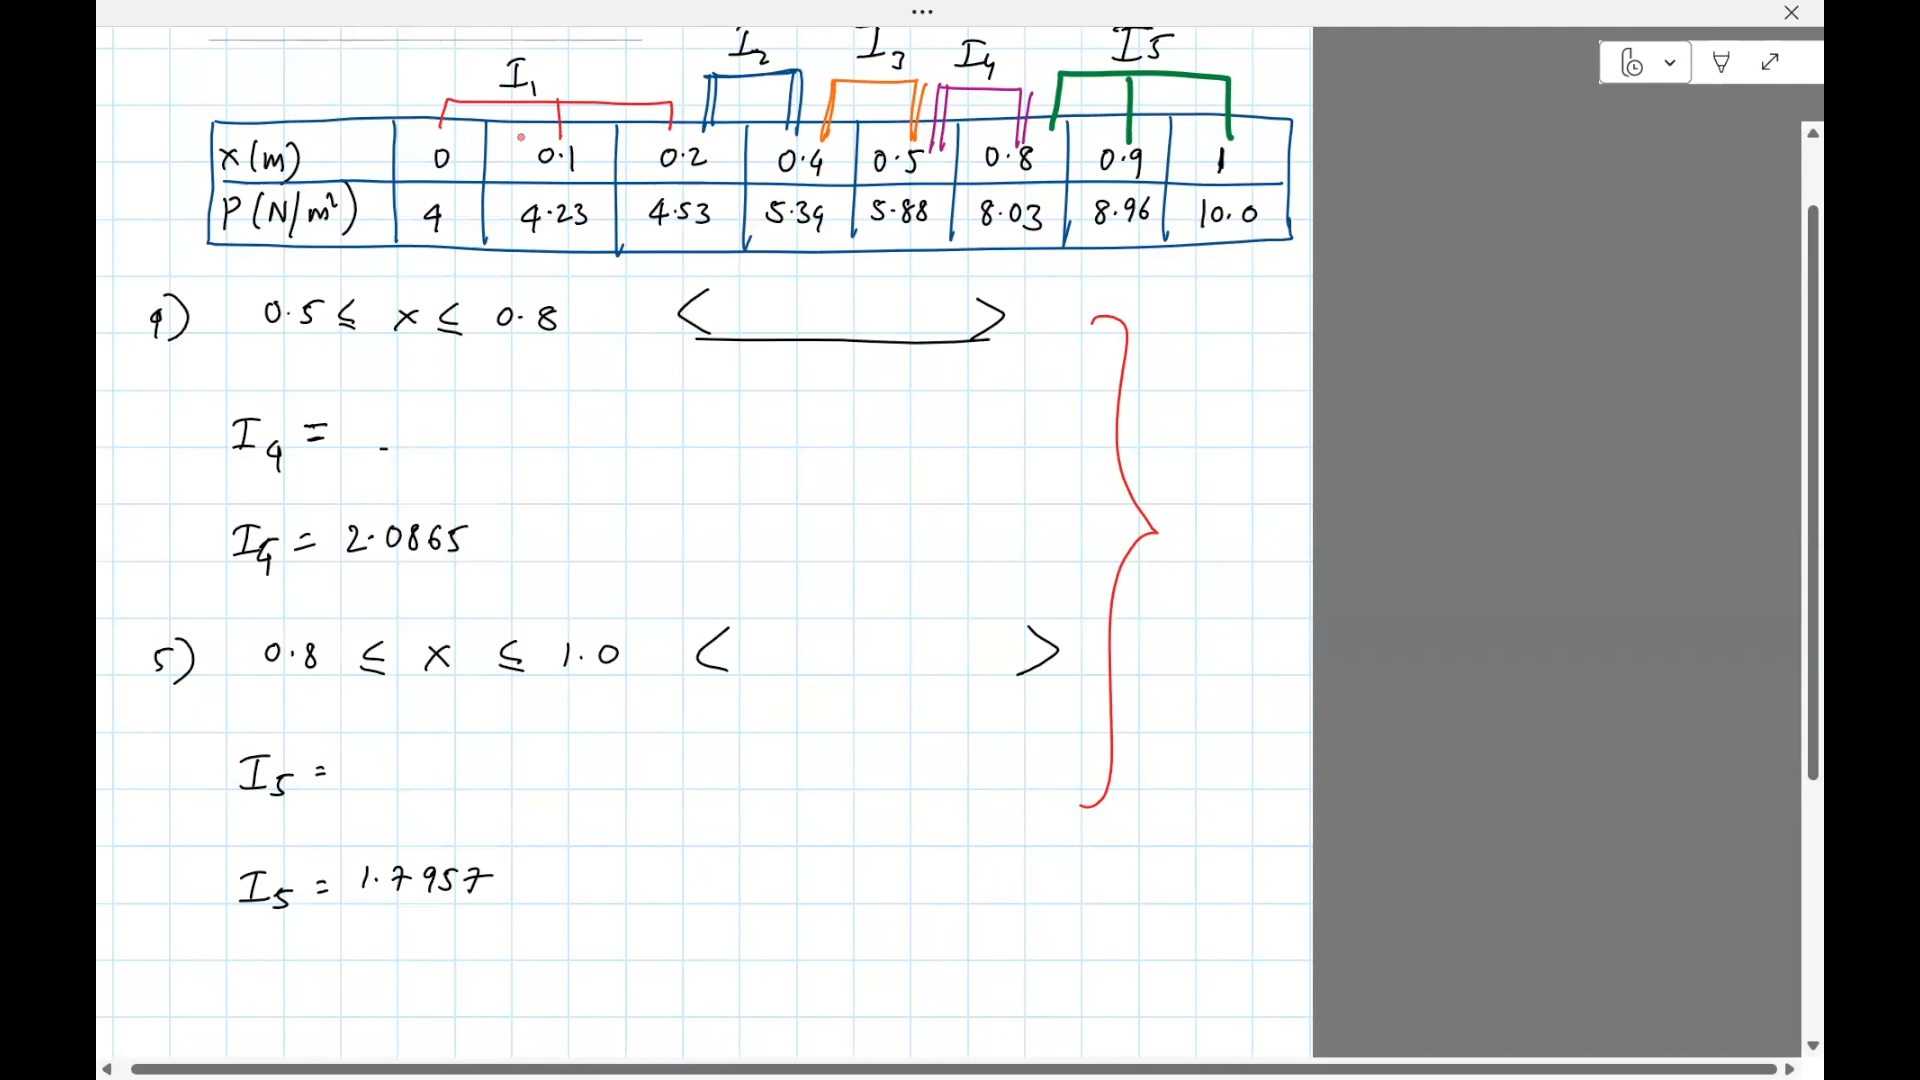 I₁ I₂ I₃ I₄ I5
x (m) 0 0.1 0.2 0.4 0.5 0.8 0.9 1
P (N/m²) 4 4.23 4.53 5.39 5.88 8.03 8.96 10.0
4) 0.5 ≤ x ≤ 0.8 < >
I₄ = -
I₄ = 2.0865
5) 0.8 ≤ x ≤ 1.0 < >
I₅ =
I₅ = 1.7957